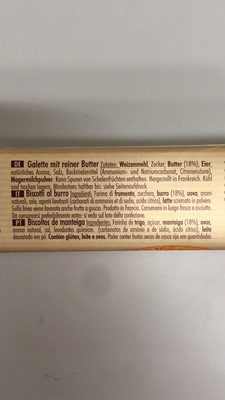 DE Galette mit reiner Butter Zutaten: Weizenmehl, Zucker, Butter (18%), Eier,
natürliches Aroma, Salz, Backtriebmittel (Ammonium- und Natriumcarbonat, Citronensäure),
Magermilchpulver. Kann Spuren von Schalenfrüchten enthalten. Hergestellt in Frankreich. Kühl
und trocken lagern. Mindestens haltbar bis: siehe Seitenaufdruck.
IT Biscotti al burro Ingredienti: Farina di frumento, zucchero, burro (18%), uova, aromi
naturali, sale, agenti lievitanti (carbonati di ammonio et di sodio, acido citrico), latte scremato in polvere.
Sulla linea viene lavorata anche frutta a guscio. Prodotto in Francia. Conservare in luogo fresco e asciutto.
Da consumarsi preferibilmente entro: si veda sul lato della confezione.
PT Biscoitos de manteiga Ingredientes: Farinha de trigo, açúcar, manteiga (18%), ovos,
aroma natural, sal, levedantes químicos (carbonatos de amónio e de sódio, ácido cítrico), leite
desnatado em pó. Contém glúten, leite e ovos. Poder conter frutos secos de casca rija em quantidades